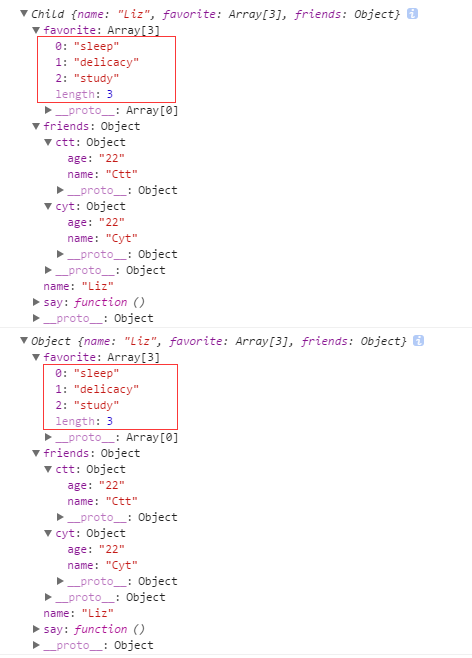 Child {name: "Liz", favorite: Array[3], friends: Object} i
favorite: Array[3]
0: "sleep"
1: "delicacy"
2: "study"
length: 3
__proto__: Array[0]
friends: Object
ctt: Object
age: "22"
name: "Ctt"
__proto__: Object
cyt: Object
age: "22"
name: "Cyt"
__proto__: Object
__proto__: Object
name: "Liz"
say: function ()
__proto__: Object
Object {name: "Liz", favorite: Array[3], friends: Object} i
favorite: Array[3]
0: "sleep"
1: "delicacy"
2: "study"
length: 3
__proto__: Array[0]
friends: Object
ctt: Object
age: "22"
name: "Ctt"
__proto__: Object
cyt: Object
age: "22"
name: "Cyt"
__proto__: Object
__proto__: Object
name: "Liz"
say: function ()
__proto__: Object